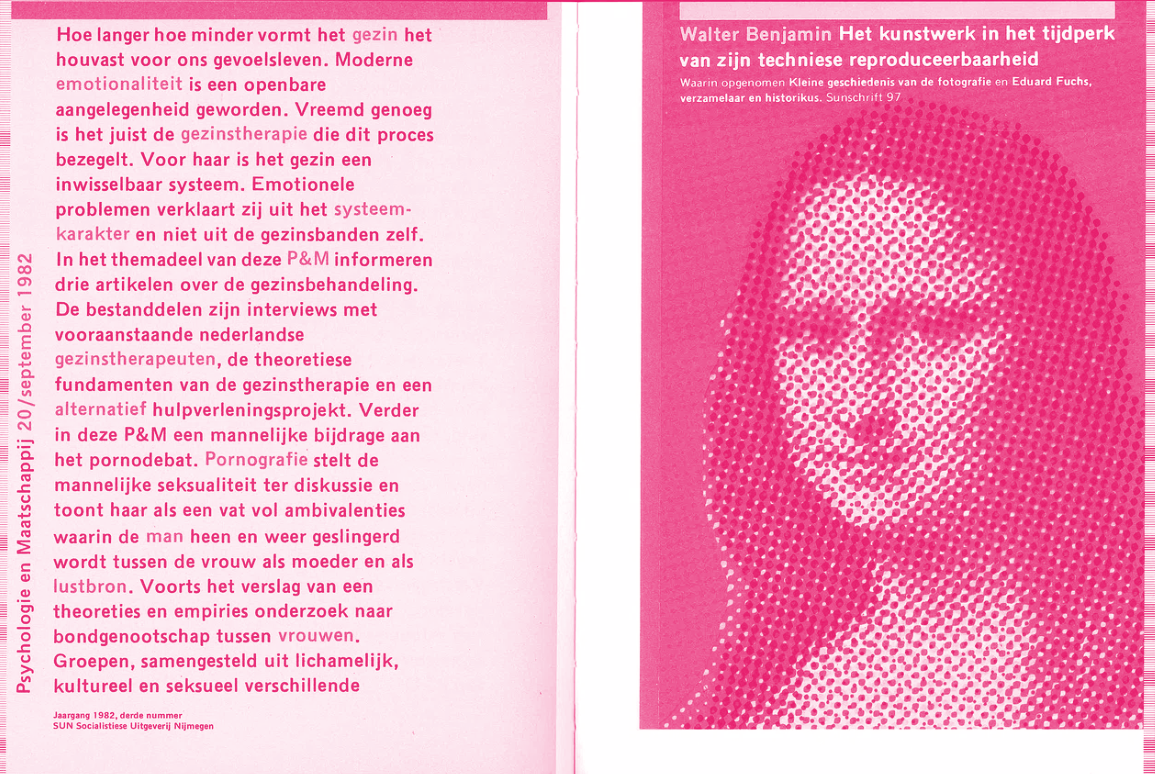 Psychologie en Maatschappij 20/september 1982
Hoe langer hoe minder vormt het gezin het
houvast voor ons gevoelsleven. Moderne
emotionaliteit is een openbare
aangelegenheid geworden. Vreemd genoeg
is het juist de gezinstherapie die dit proces
bezegelt. Voor haar is het gezin een
inwisselbaar systeem. Emotionele
problemen verklaart zij uit het systeem-
karakter en niet uit de gezinsbanden zelf.
In het themadeel van deze P&M informeren
drie artikelen over de gezinsbehandeling.
De bestanddelen zijn interviews met
vooraanstaande nederlandse
gezinstherapeuten, de theoretiese
fundamenten van de gezinstherapie en een
alternatief hulpverleningsprojekt. Verder
in deze P&M een mannelijke bijdrage aan
het pornodebat. Pornografie stelt de
mannelijke seksualiteit ter diskussie en
toont haar als een vat vol ambivalenties
waarin de man heen en weer geslingerd
wordt tussen de vrouw als moeder en als
lustbron. Voorts het verslag van een
theoreties en empiries onderzoek naar
bondgenootschap tussen vrouwen.
Groepen, samengesteld uit lichamelijk,
kultureel en seksueel verschillende
Jaargang 1982, derde nummer
SUN Socialistiese Uitgeverij Nijmegen
Walter Benjamin Het kunstwerk in het tijdperk
van zijn techniese reproduceerbaarheid
Waarin opgenomen Kleine geschiedenis van de fotografie en Eduard Fuchs,
verzamelaar en historikus. Sunschrift 97